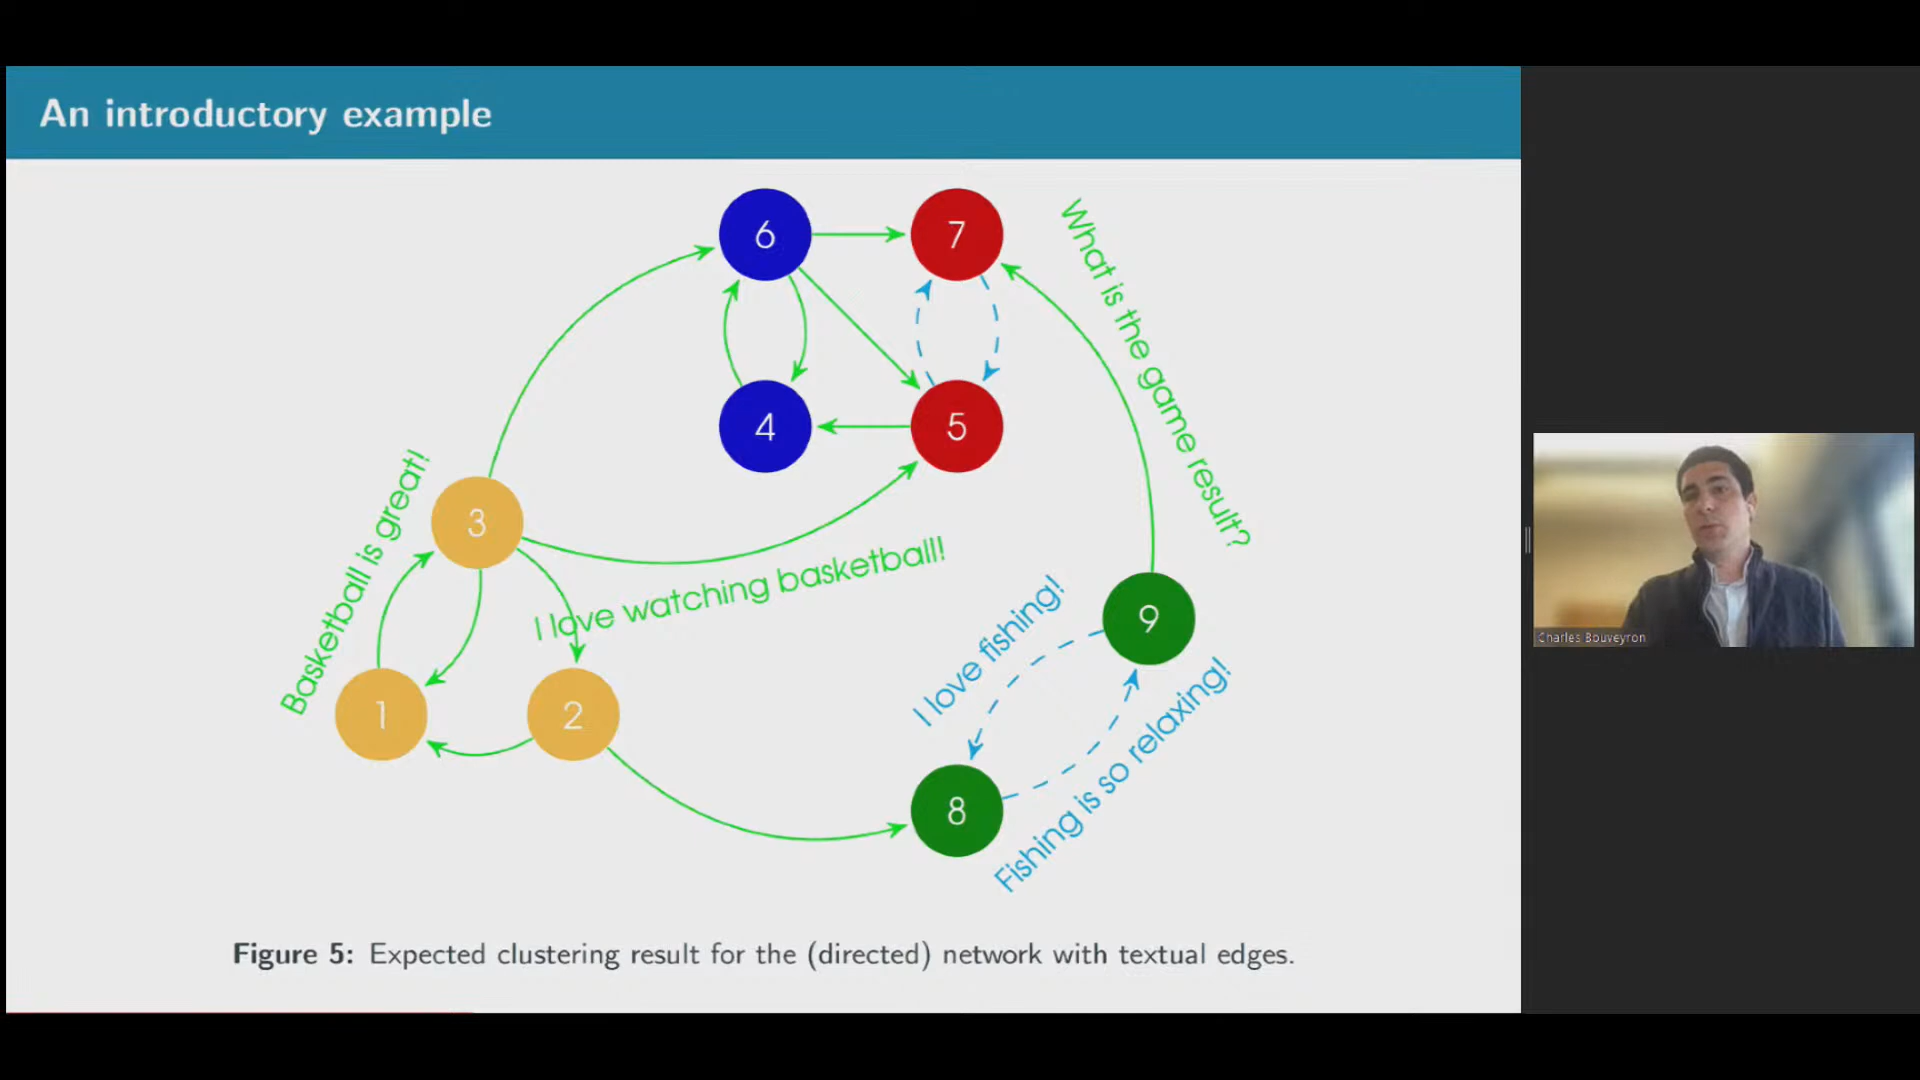 An introductory example
6
7
What is the game result?
4
5
Basketball is great!
3
I love watching basketball!
I love fishing!
9
1
2
Fishing is so relaxing!
8
Charles Bouveyron
Figure 5: Expected clustering result for the (directed) network with textual edges.